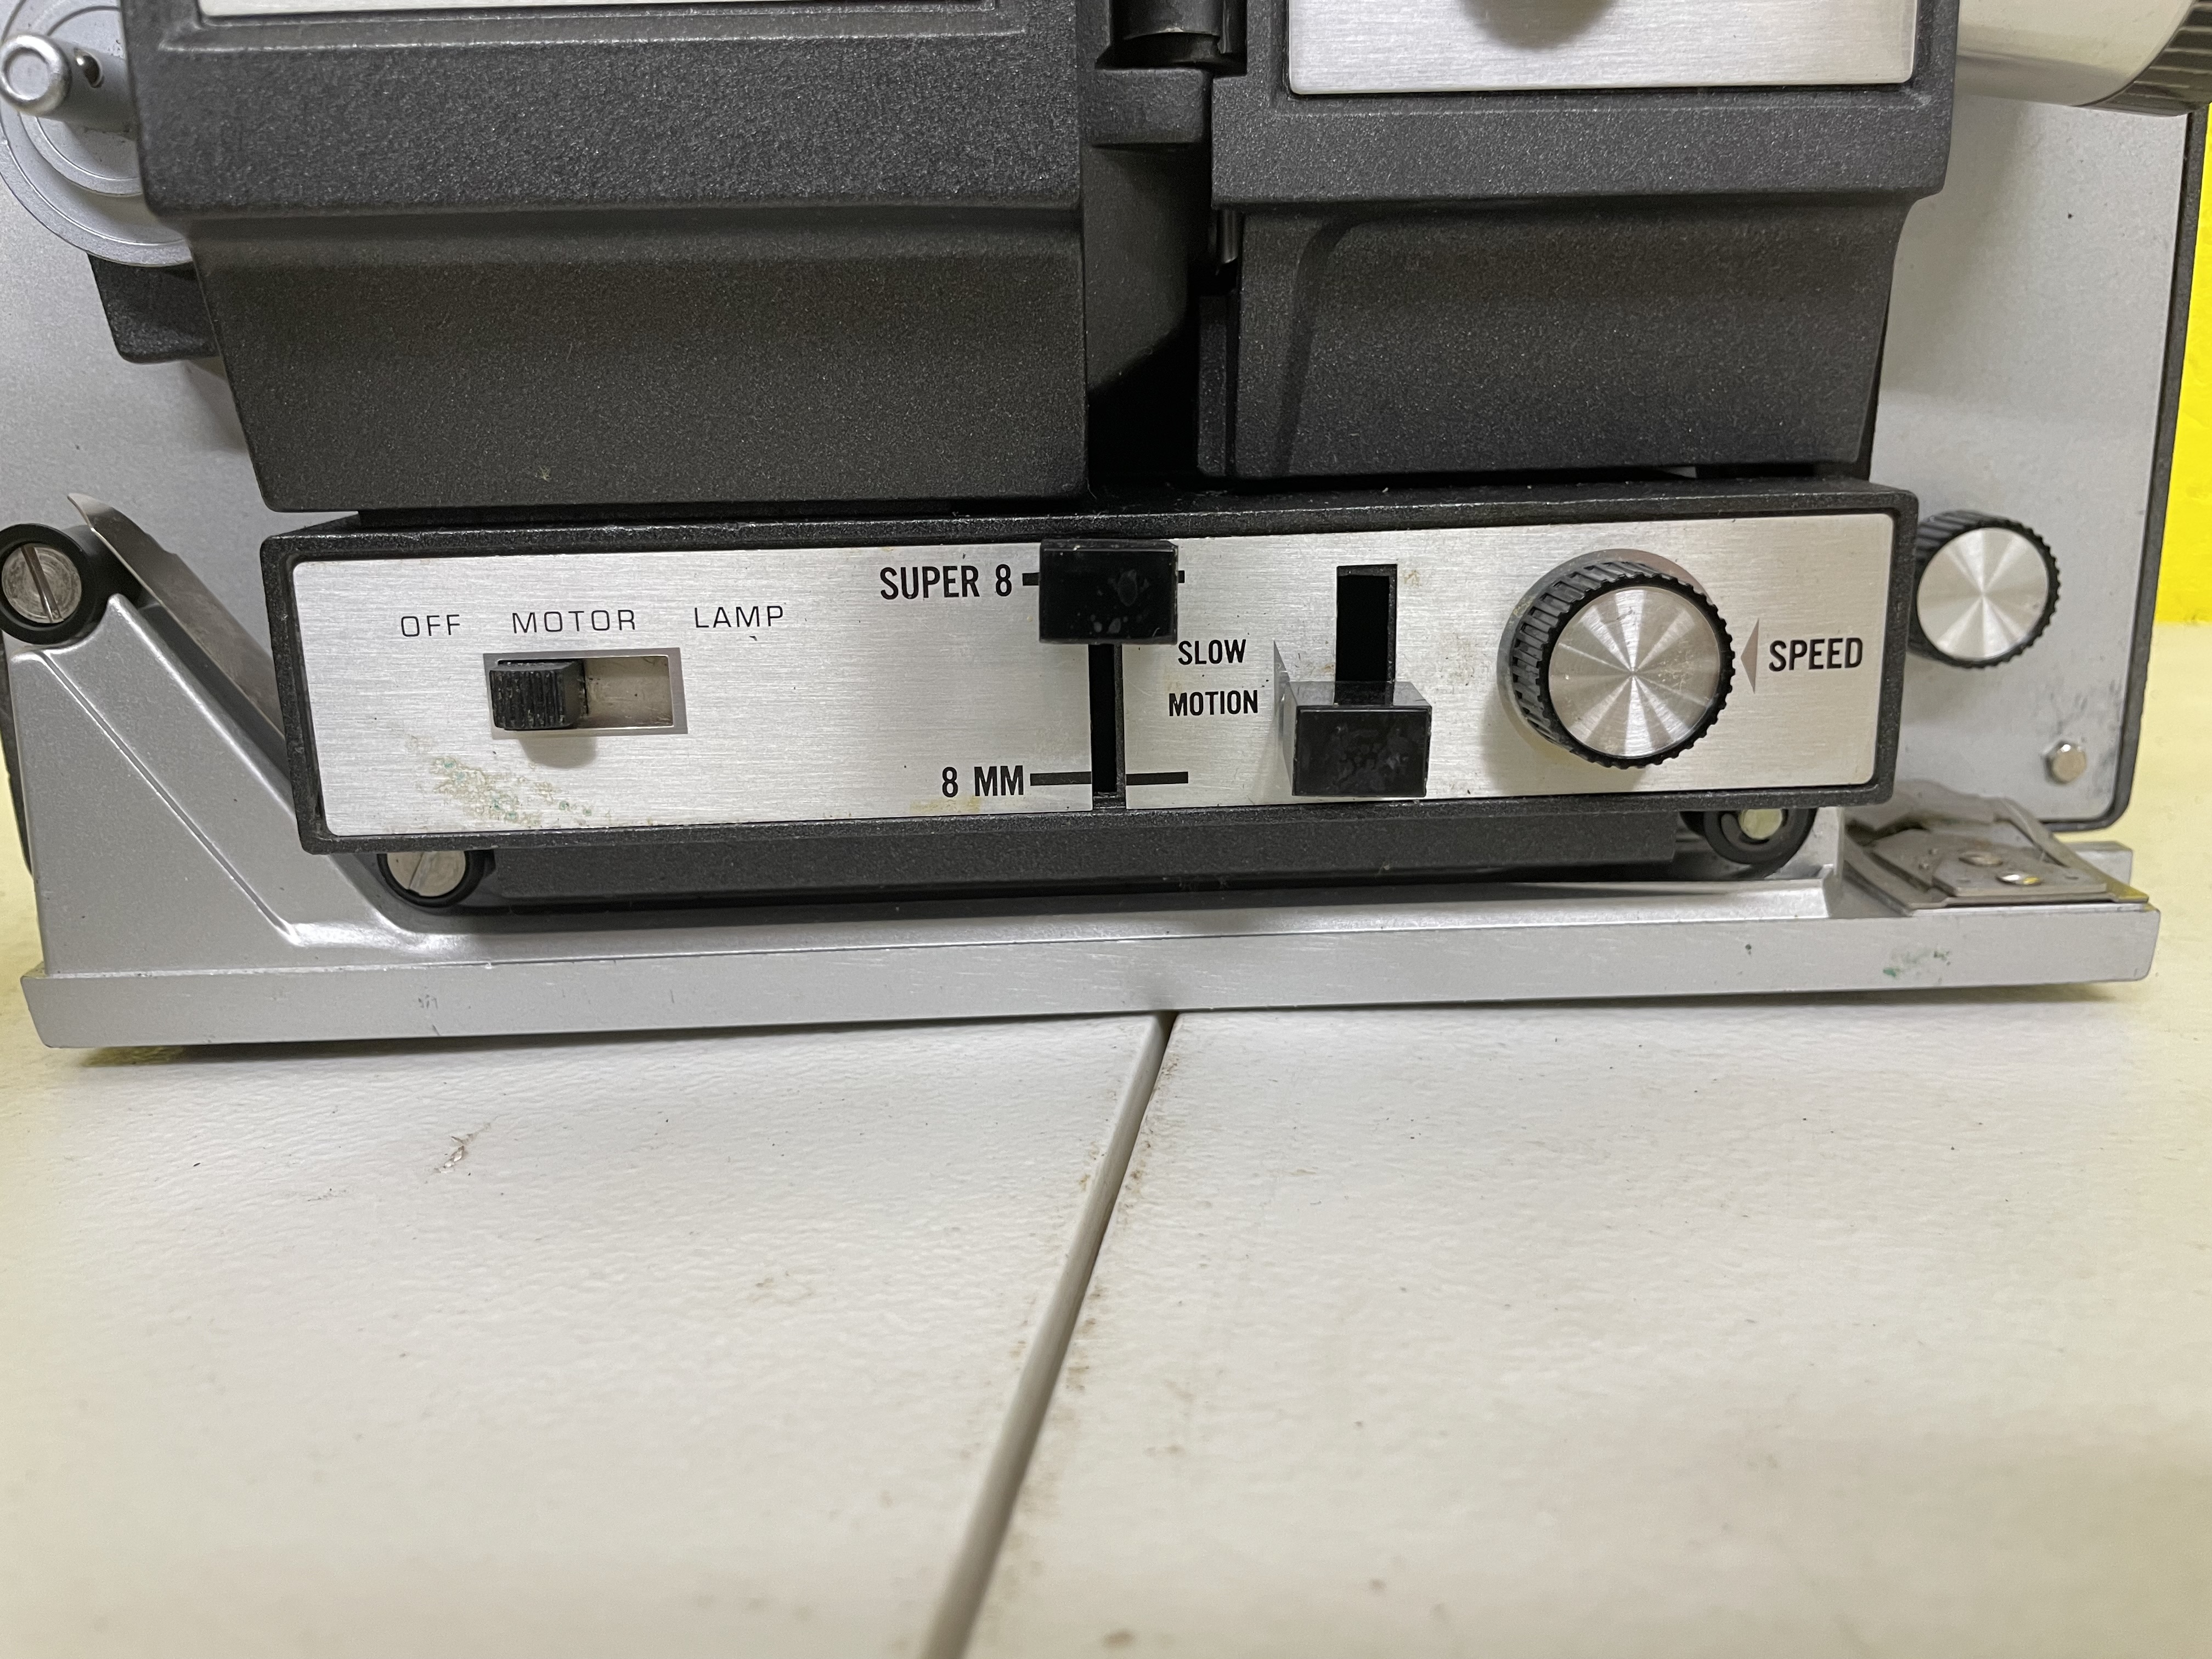 OFF MOTOR LAMP
SUPER 8
8 MM
SLOW
MOTION
SPEED